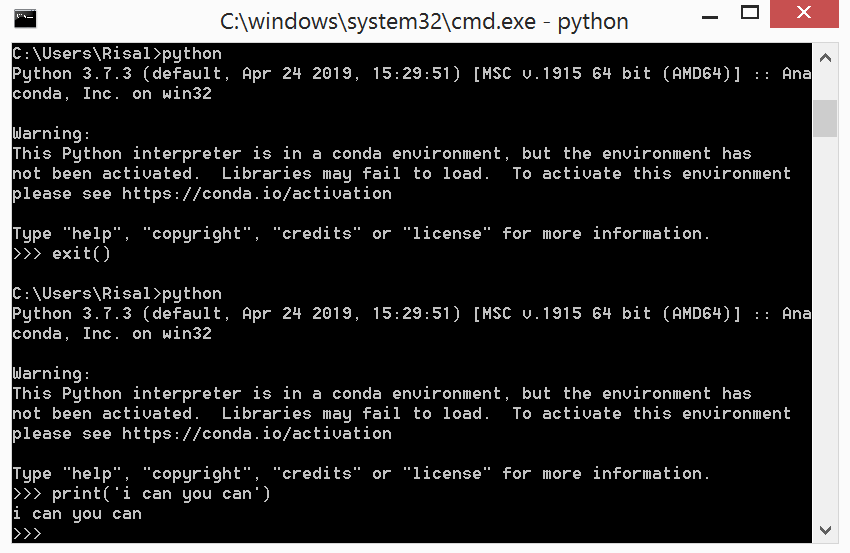 C:\windows\system32\cmd.exe - python
C:\Users\Risal>python
Python 3.7.3 (default, Apr 24 2019, 15:29:51) [MSC v.1915 64 bit (AMD64)] :: Ana
conda, Inc. on win32
Warning:
This Python interpreter is in a conda environment, but the environment has
not been activated.  Libraries may fail to load.  To activate this environment
please see https://conda.io/activation
Type "help", "copyright", "credits" or "license" for more information.
>>> exit()
C:\Users\Risal>python
Python 3.7.3 (default, Apr 24 2019, 15:29:51) [MSC v.1915 64 bit (AMD64)] :: Ana
conda, Inc. on win32
Warning:
This Python interpreter is in a conda environment, but the environment has
not been activated.  Libraries may fail to load.  To activate this environment
please see https://conda.io/activation
Type "help", "copyright", "credits" or "license" for more information.
>>> print('i can you can')
i can you can
>>>